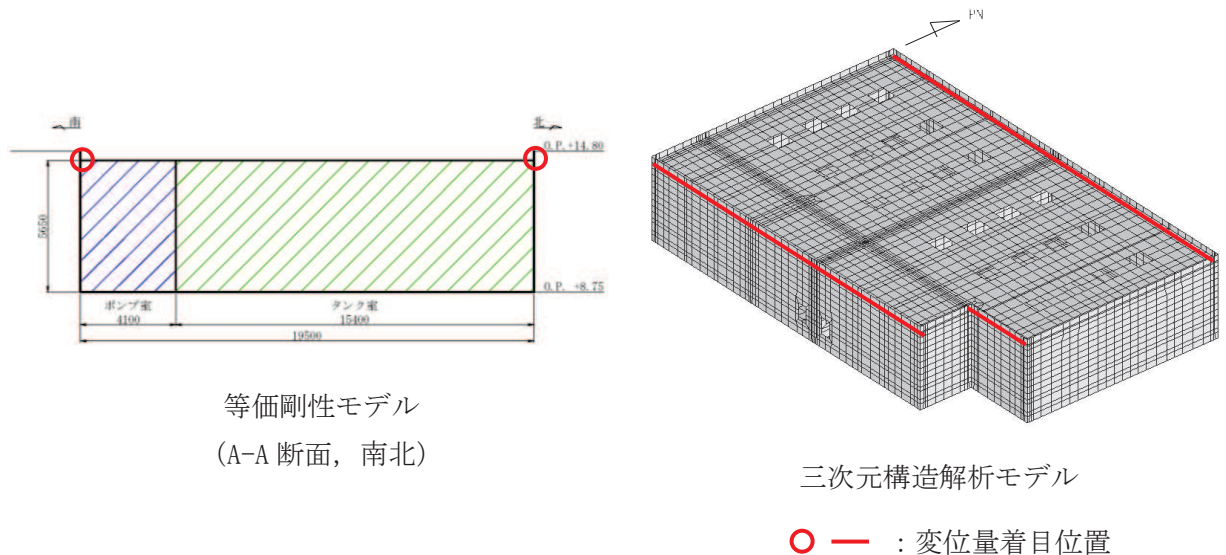 PN
南
北
O.P.+14.80
5650
O.P. +8.75
ポンプ室
タンク室
4100
15400
19500
等価剛性モデル
(A-A 断面, 南北)
三次元構造解析モデル
：変位量着目位置